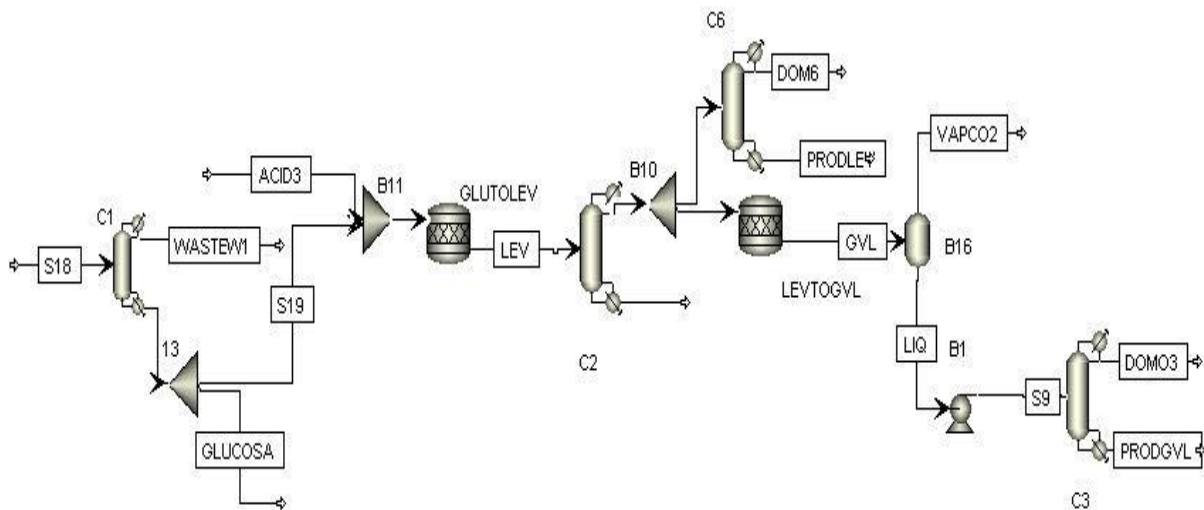 C6
DOM6
VAPCO2
ACID3
B11
GLUTOLEV
B10
C1
WASTEW1
S18
LEV
GVL
B16
LEVTOGVL
S19
13
C2
LIQ
B1
DOMO3
S9
GLUCOSA
PRODGVL
C3